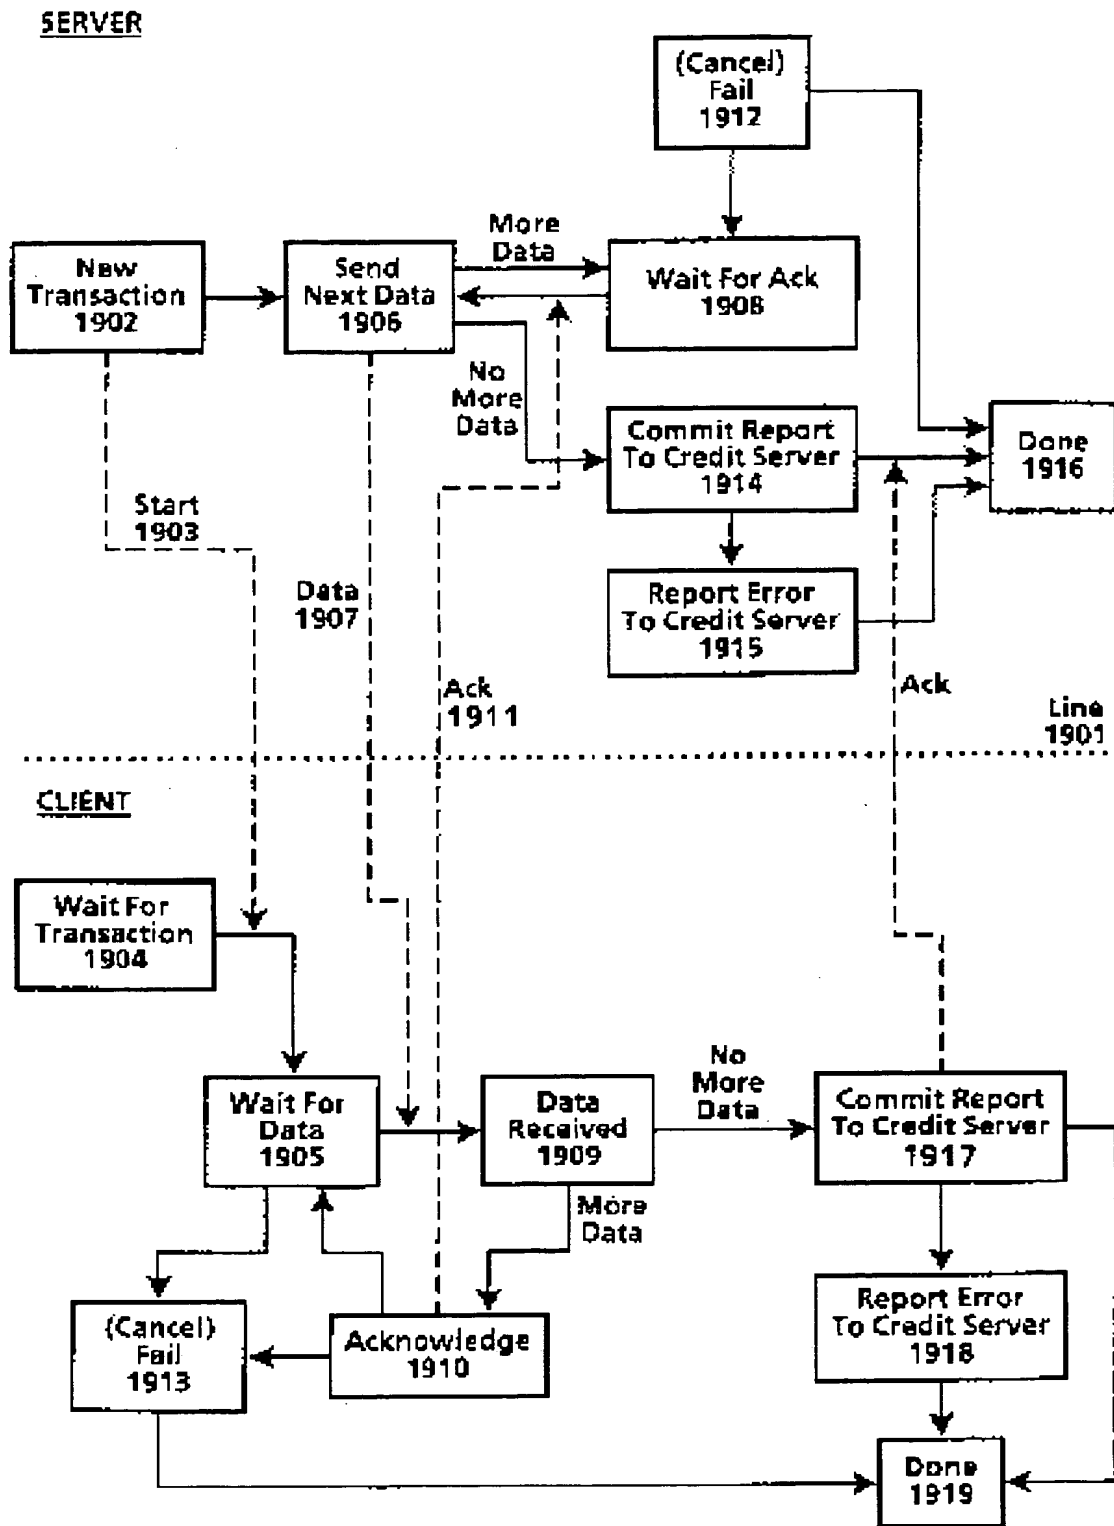 SERVER
(Cancel)
Fail
1912
More
Data
New
Transaction
1902
Send
Next Data
1906
Wait For Ack
1908
No
More
Data
Commit Report
To Credit Server
1914
Done
1916
Start
1903
Data
1907
Report Error
To Credit Server
1915
Ack
1911
Ack
Line
1901
CLIENT
Wait For
Transaction
1904
No
More
Data
Wait For
Data
1905
Data
Received
1909
Commit Report
To Credit Server
1917
More
Data
(Cancel)
Fail
1913
Acknowledge
1910
Report Error
To Credit Server
1918
Done
1919